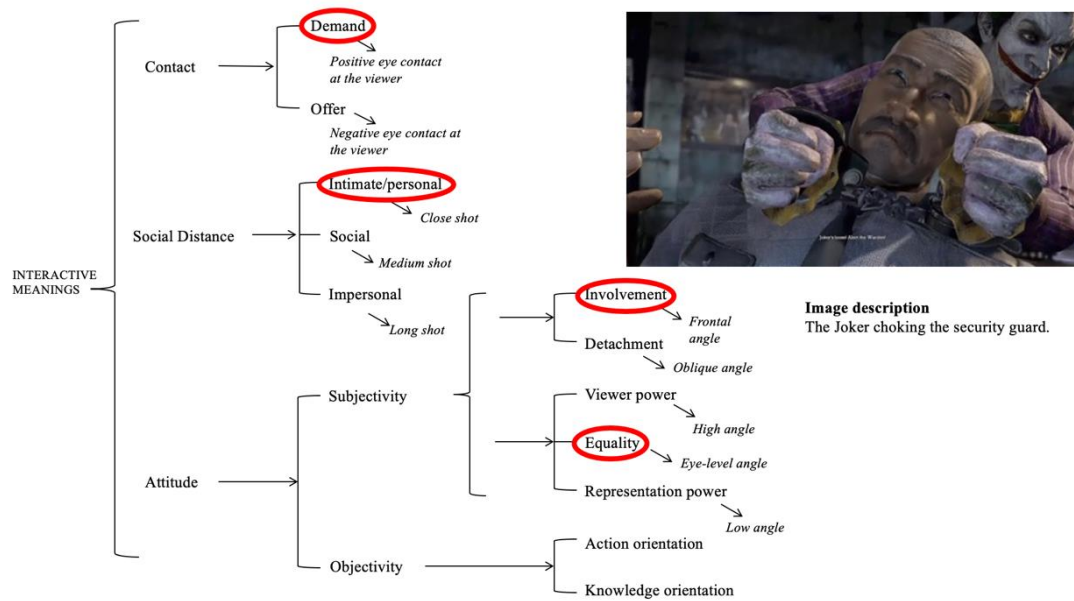 Demand
Positive eye contact
at the viewer
Contact
Offer
Negative eye contact at
the viewer
Intimate/personal
Close shot
Social Distance
Social
Medium shot
INTERACTIVE
MEANINGS
Impersonal
Long shot
Involvement
Frontal
angle
Detachment
Oblique angle
Subjectivity
Viewer power
High angle
Equality
Eye-level angle
Attitude
Representation power
Low angle
Action orientation
Objectivity
Knowledge orientation
Image description
The Joker choking the security guard.